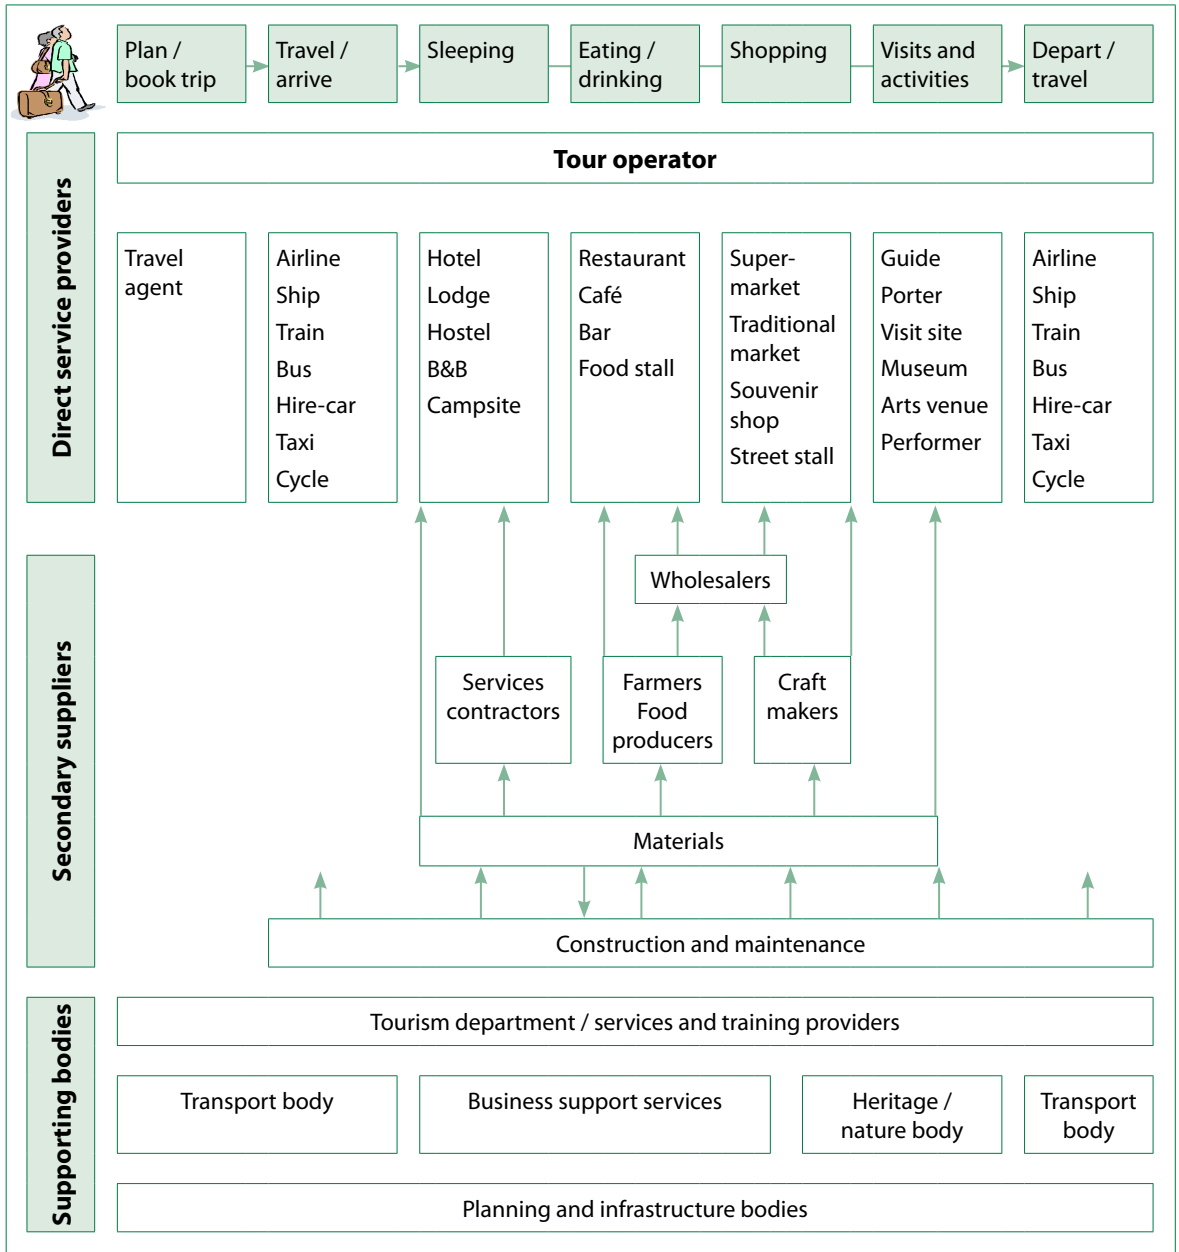 Plan /
book trip
Travel /
arrive
Sleeping
Eating /
drinking
Shopping
Visits and
activities
Depart /
travel
Direct service providers
Tour operator
Travel
agent
Airline
Ship
Train
Bus
Hire-car
Taxi
Cycle
Hotel
Lodge
Hostel
B&B
Campsite
Restaurant
Café
Bar
Food stall
Super-
market
Traditional
market
Souvenir
shop
Street stall
Guide
Porter
Visit site
Museum
Arts venue
Performer
Airline
Ship
Train
Bus
Hire-car
Taxi
Cycle
Secondary suppliers
Wholesalers
Services
contractors
Farmers
Food
producers
Craft
makers
Materials
Construction and maintenance
Supporting bodies
Tourism department / services and training providers
Transport body
Business support services
Heritage /
nature body
Transport
body
Planning and infrastructure bodies